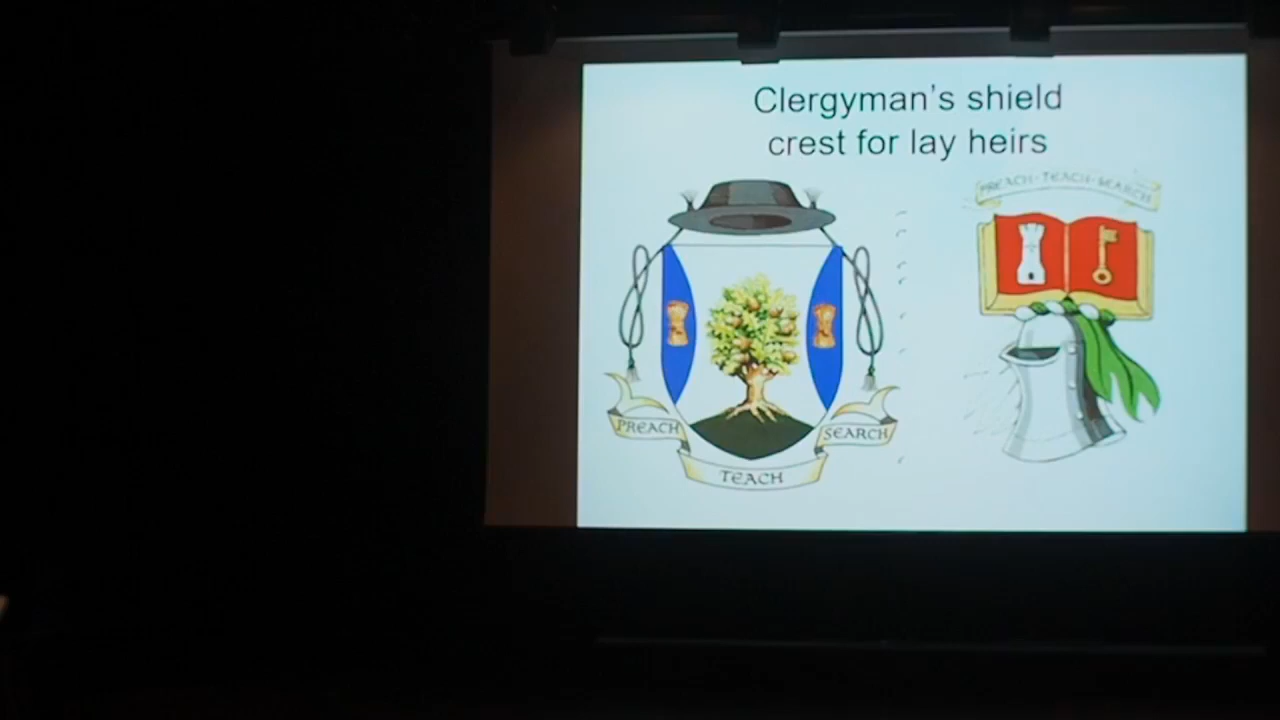 Clergyman's shield
crest for lay heirs
PREACH·TEACH·SEARCH
PREACH
SEARCH
TEACH